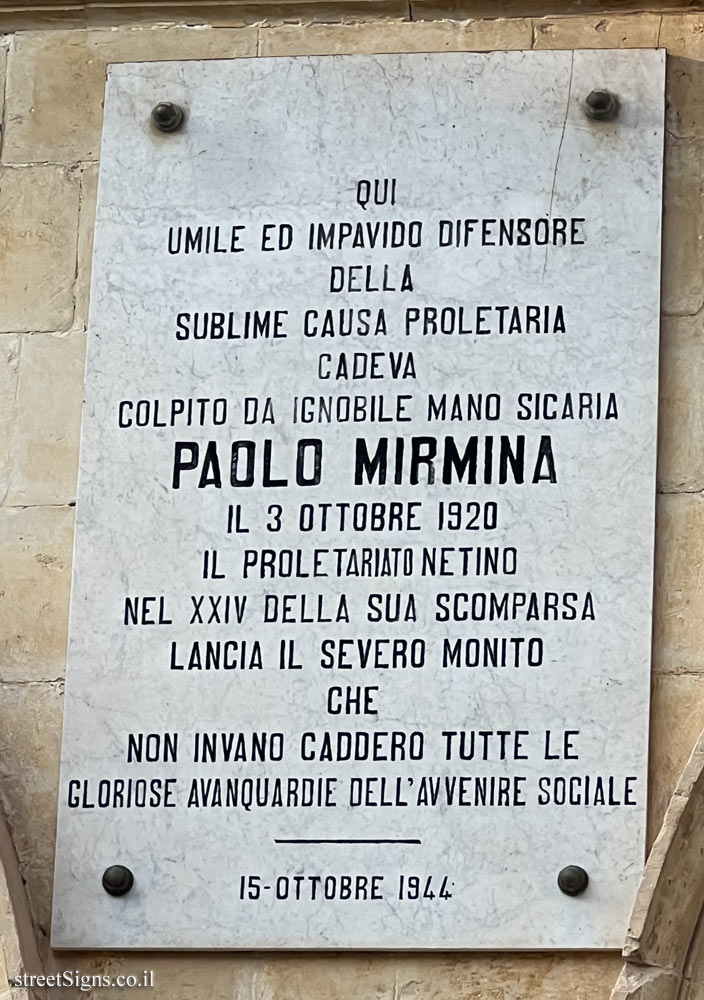 QUI
UMILE ED IMPAVIDO DIFENSORE
DELLA
SUBLIME CAUSA PROLETARIA
CADEVA
COLPITO DA IGNOBILE MANO SICARIA
PAOLO MIRMINA
IL 3 OTTOBRE 1920
IL PROLETARIATO NETINO
NEL XXIV DELLA SUA SCOMPARSA
LANCIA IL SEVERO MONITO
CHE
NON INVANO CADDERO TUTTE LE
GLORIOSE AVANQUARDIE DELL'AVVENIRE SOCIALE
15-OTTOBRE 1944
streetSigns.co.il